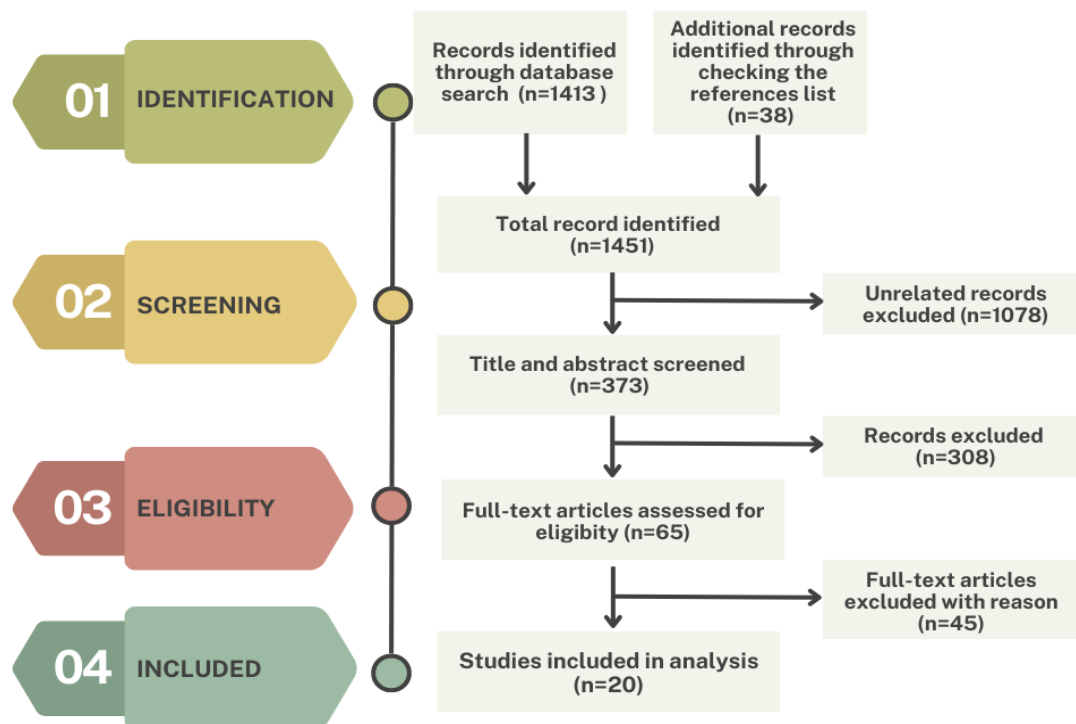 01 IDENTIFICATION
Records identified
through database
search (n=1413 )
Additional records
identified through
checking the
references list
(n=38)
Total record identified
(n=1451)
02 SCREENING
Unrelated records
excluded (n=1078)
Title and abstract screened
(n=373)
Records excluded
(n=308)
03 ELIGIBILITY
Full-text articles assessed for
eligibity (n=65)
Full-text articles
excluded with reason
(n=45)
04 INCLUDED
Studies included in analysis
(n=20)